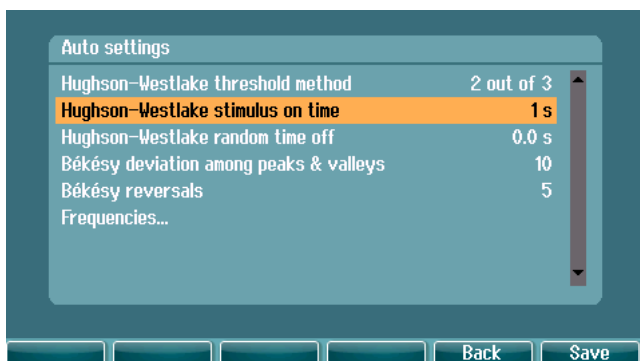 Auto settings
Hughson-Westlake threshold method 2 out of 3
Hughson-Westlake stimulus on time 1 s
Hughson-Westlake random time off 0.0 s
Békésy deviation among peaks & valleys 10
Békésy reversals 5
Frequencies...
Back Save